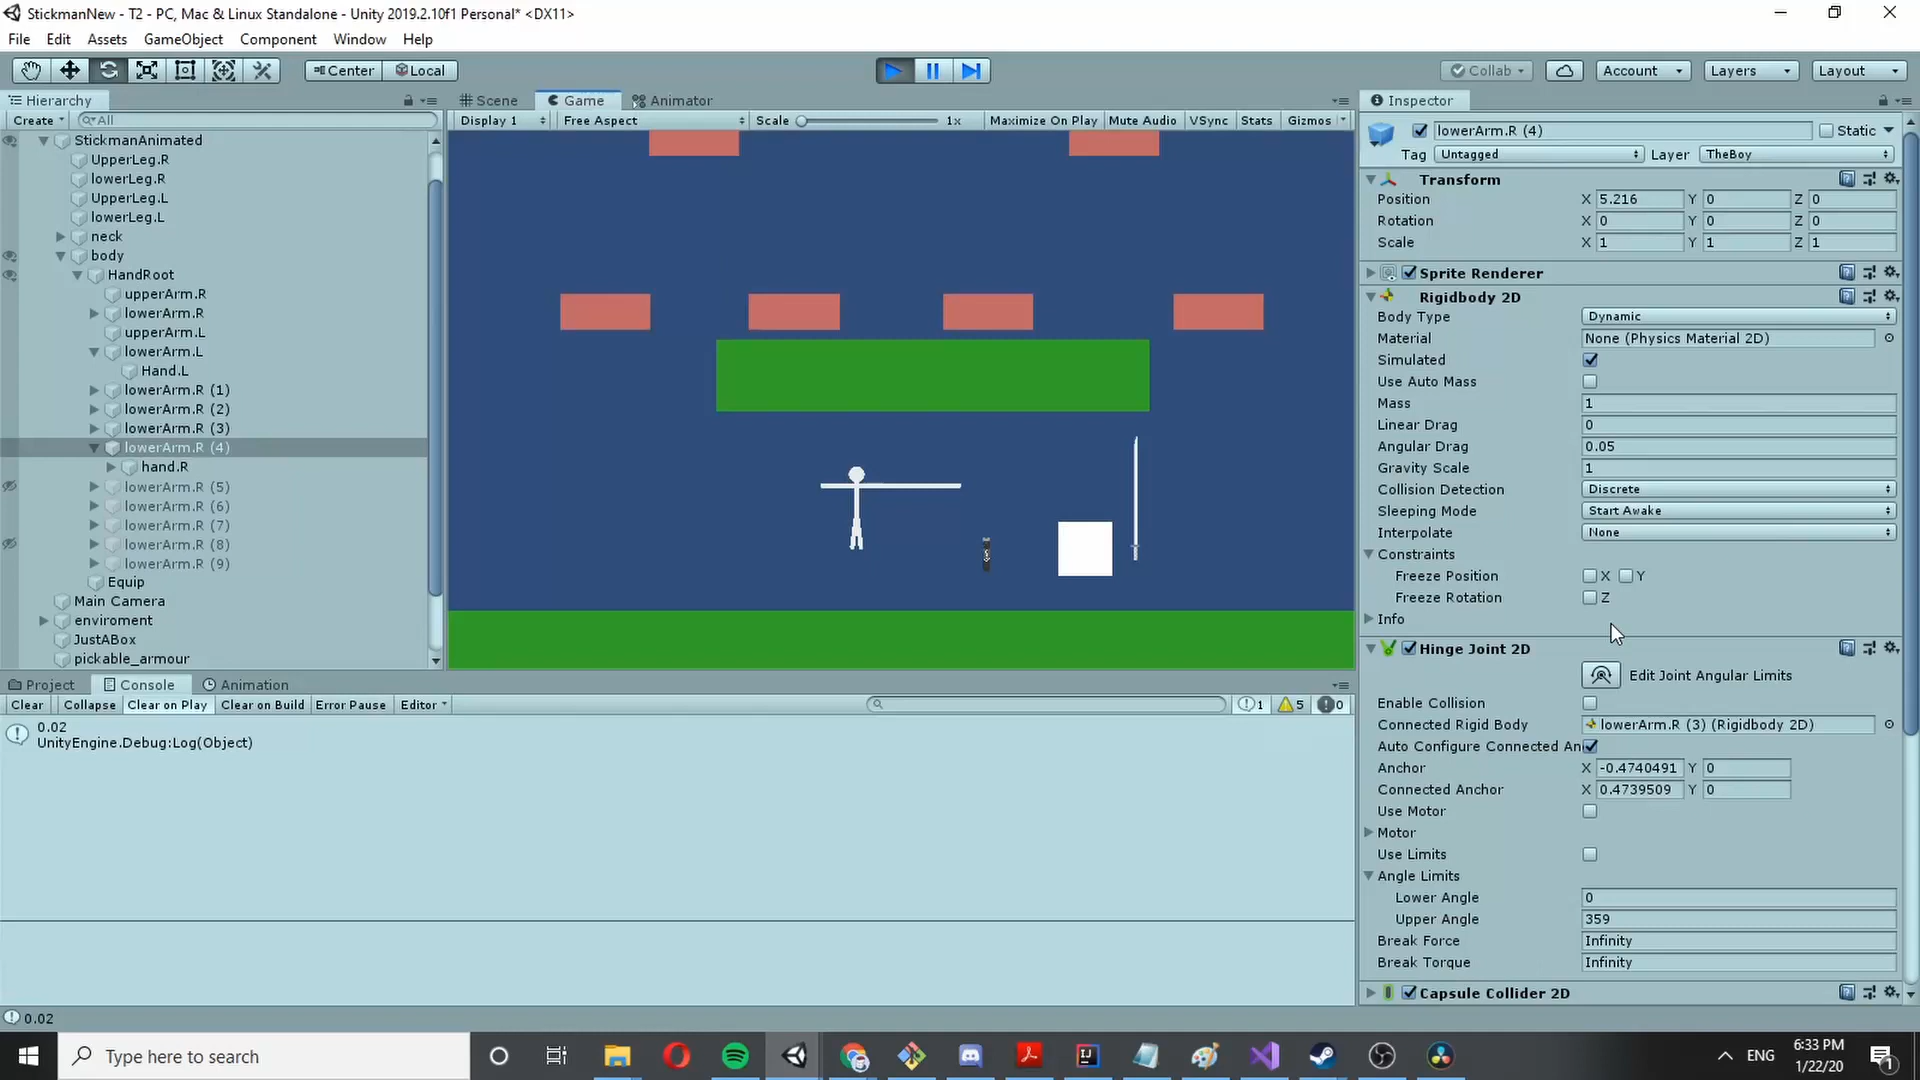 StickmanNew - T2 - PC, Mac & Linux Standalone - Unity 2019.2.10f1 Personal* <DX11>
File Edit Assets GameObject Component Window Help
Center Local Collab Account Layers Layout
Hierarchy
Create All
StickmanAnimated
UpperLeg.R
lowerLeg.R
UpperLeg.L
lowerLeg.L
neck
body
HandRoot
upperArm.R
lowerArm.R
upperArm.L
lowerArm.L
Hand.L
lowerArm.R (1)
lowerArm.R (2)
lowerArm.R (3)
lowerArm.R (4)
hand.R
lowerArm.R (5)
lowerArm.R (6)
lowerArm.R (7)
lowerArm.R (8)
lowerArm.R (9)
Equip
Main Camera
enviroment
JustABox
pickable_armour
Scene Game Animator
Display 1 Free Aspect Scale 1x Maximize On Play Mute Audio VSync Stats Gizmos
Inspector
lowerArm.R (4) Static
Tag Untagged Layer TheBoy
Transform
Position X 5.216 Y 0 Z 0
Rotation X 0 Y 0 Z 0
Scale X 1 Y 1 Z 1
Sprite Renderer
Rigidbody 2D
Body Type Dynamic
Material None (Physics Material 2D)
Simulated
Use Auto Mass
Mass 1
Linear Drag 0
Angular Drag 0.05
Gravity Scale 1
Collision Detection Discrete
Sleeping Mode Start Awake
Interpolate None
Constraints
Freeze Position X Y
Freeze Rotation Z
Info
Hinge Joint 2D
Edit Joint Angular Limits
Enable Collision
Connected Rigid Body lowerArm.R (3) (Rigidbody 2D)
Auto Configure Connected An
Anchor X -0.4740491 Y 0
Connected Anchor X 0.4739509 Y 0
Use Motor
Motor
Use Limits
Angle Limits
Lower Angle 0
Upper Angle 359
Break Force Infinity
Break Torque Infinity
Capsule Collider 2D
Project Console Animation
Clear Collapse Clear on Play Clear on Build Error Pause Editor 1 5 0
0.02
UnityEngine.Debug:Log(Object)
0.02
Type here to search
ENG
6:33 PM
1/22/20
1